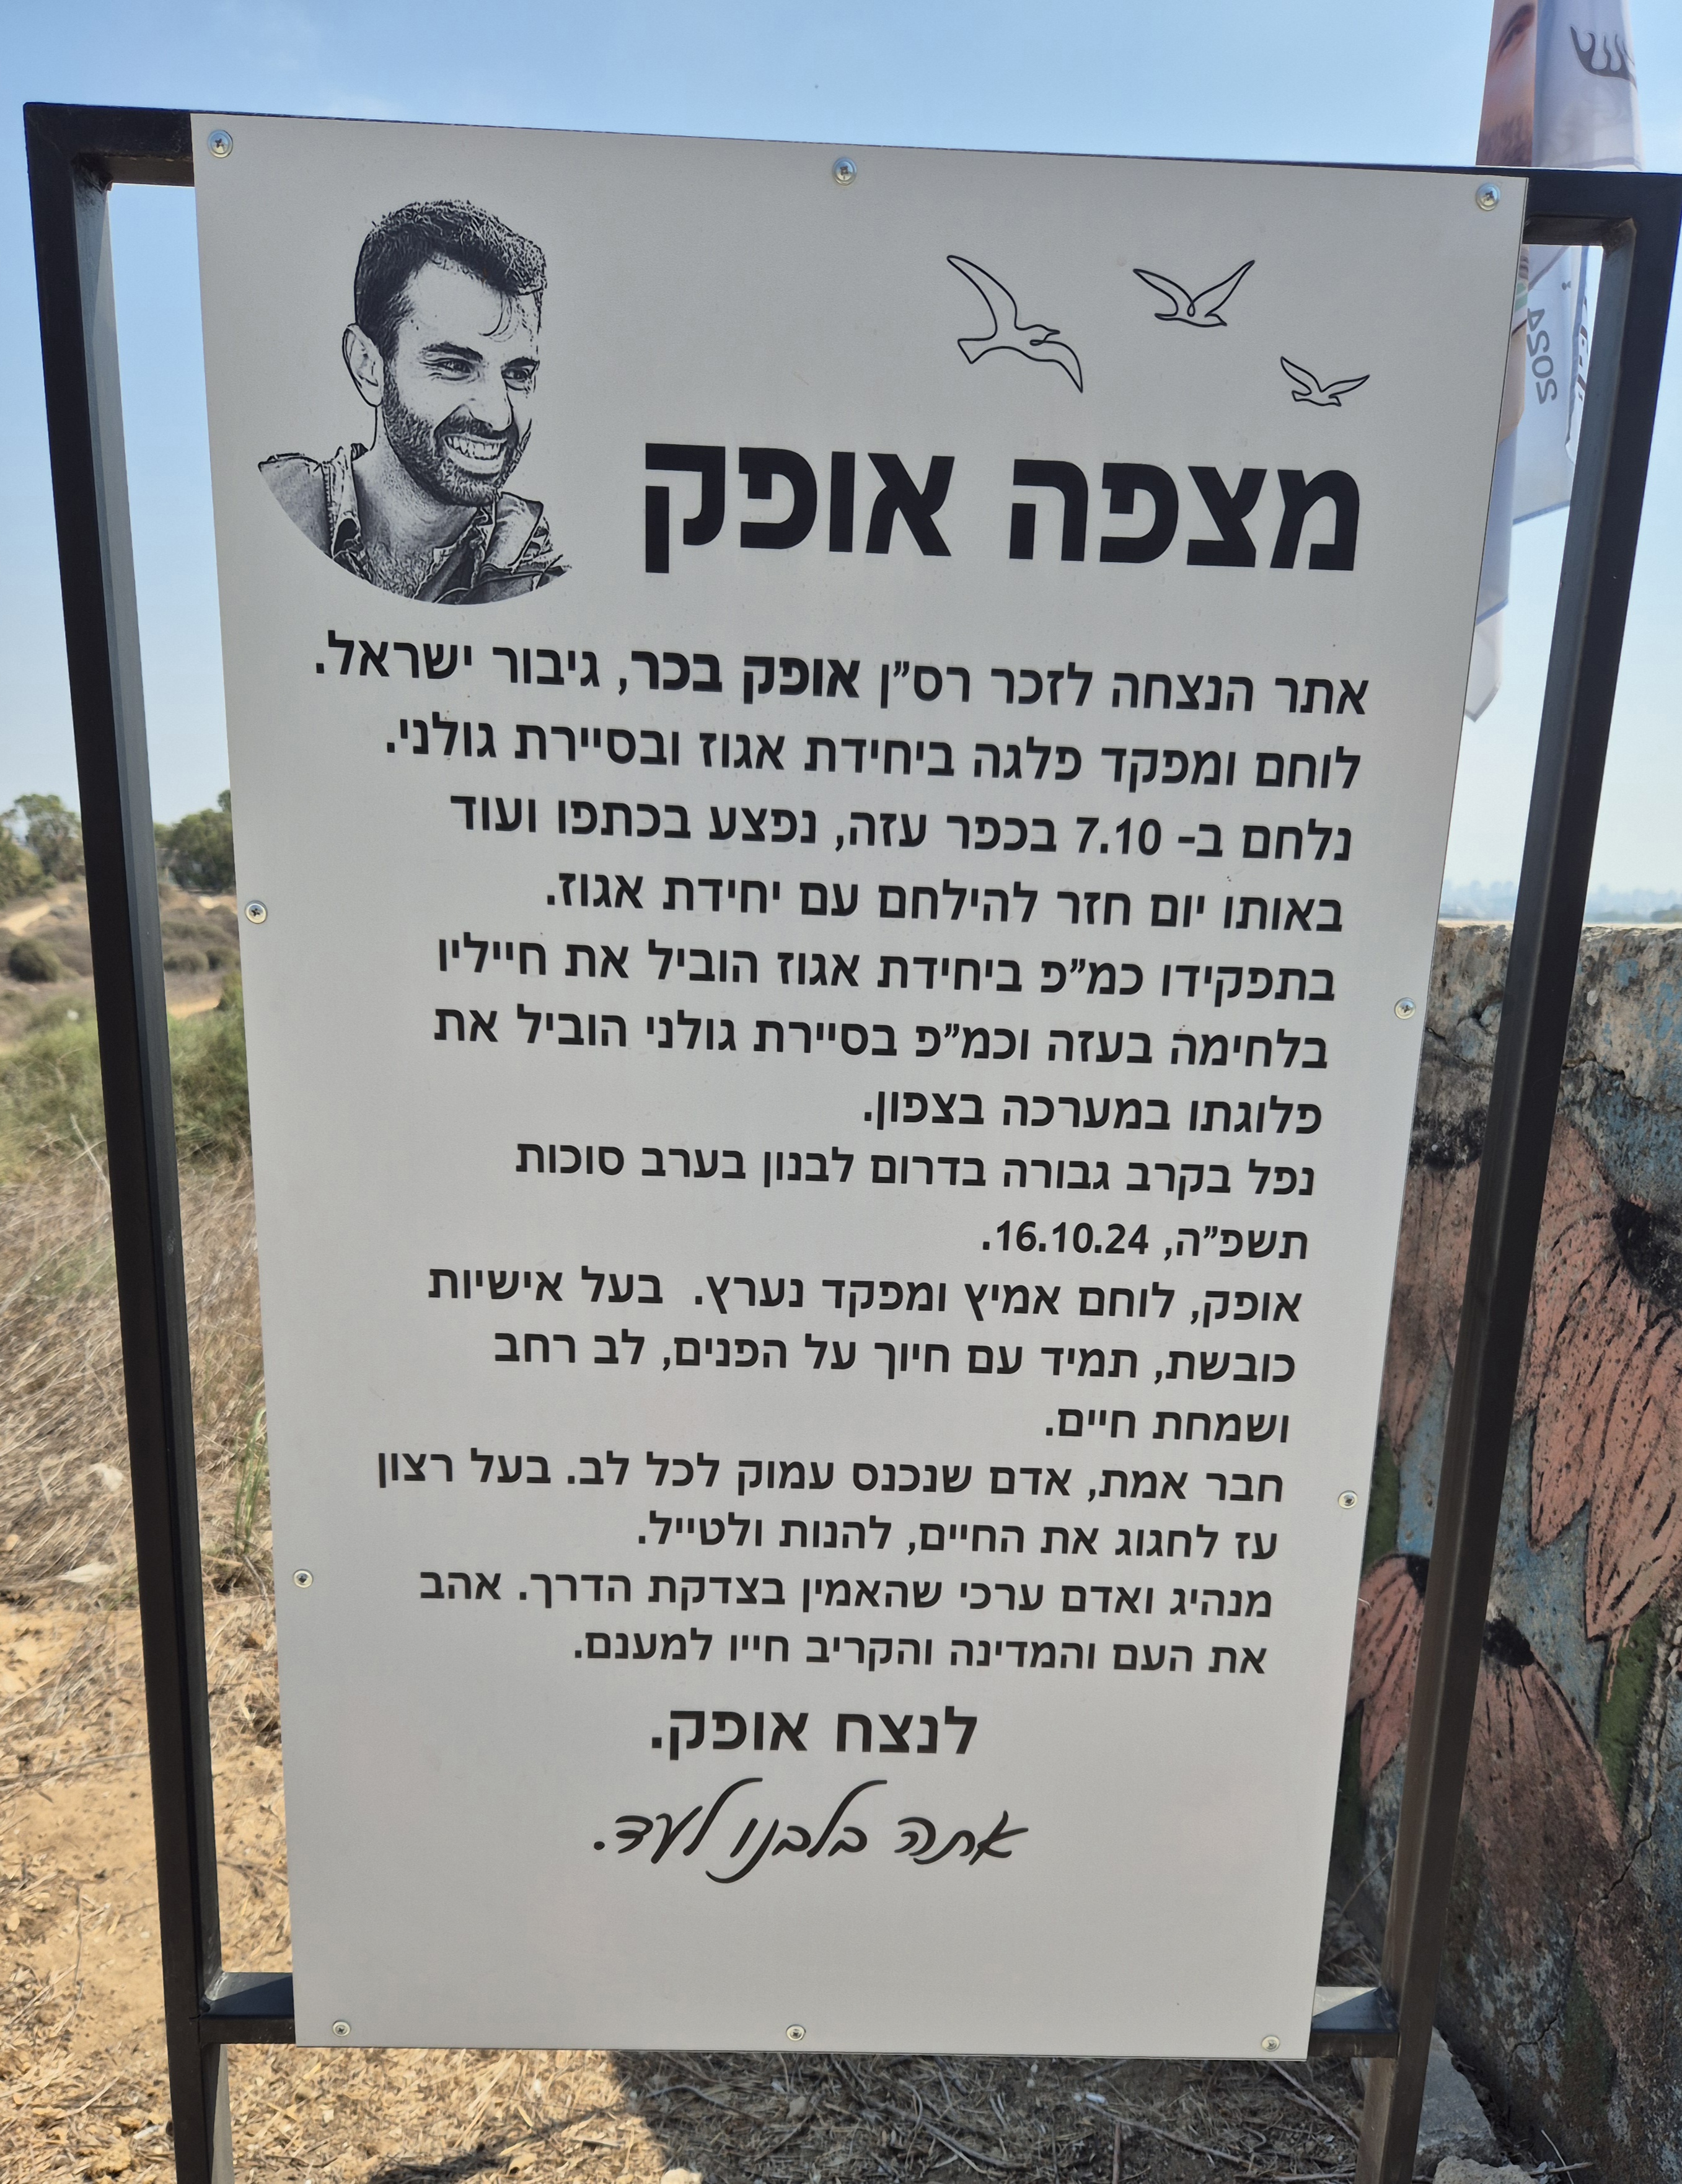 מצפה אופק
אתר הנצחה לזכר רס״ן אופק בכר, גיבור ישראל.
לוחם ומפקד פלגה ביחידת אגוז ובסיירת גולני.
נלחם ב- 7.10 בכפר עזה, נפצע בכתפו ועוד
באותו יום חזר להילחם עם יחידת אגוז.
בתפקידו כמ״פ ביחידת אגוז הוביל את חייליו
בלחימה בעזה וכמ״פ בסיירת גולני הוביל את
פלוגתו במערכה בצפון.
נפל בקרב גבורה בדרום לבנון בערב סוכות
תשפ״ה, 16.10.24.
אופק, לוחם אמיץ ומפקד נערץ. בעל אישיות
כובשת, תמיד עם חיוך על הפנים, לב רחב
ושמחת חיים.
חבר אמת, אדם שנכנס עמוק לכל לב. בעל רצון
עז לחגוג את החיים, להנות ולטייל.
מנהיג ואדם ערכי שהאמין בצדקת הדרך. אהב
את העם והמדינה והקריב חייו למענם.
לנצח אופק.
אתה בלבנו לעד.